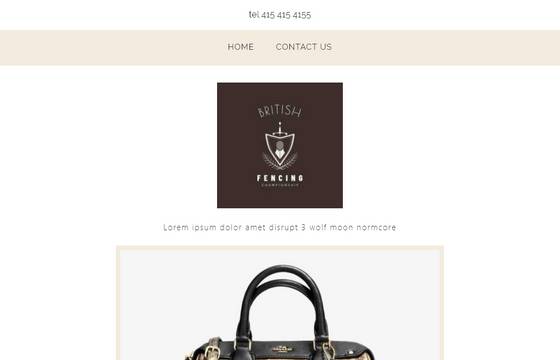 tel 415 415 4155
HOME CONTACT US
BRITISH
FENCING
CHAMPIONSHIP
Lorem ipsum dolor amet disrupt 3 wolf moon normcore